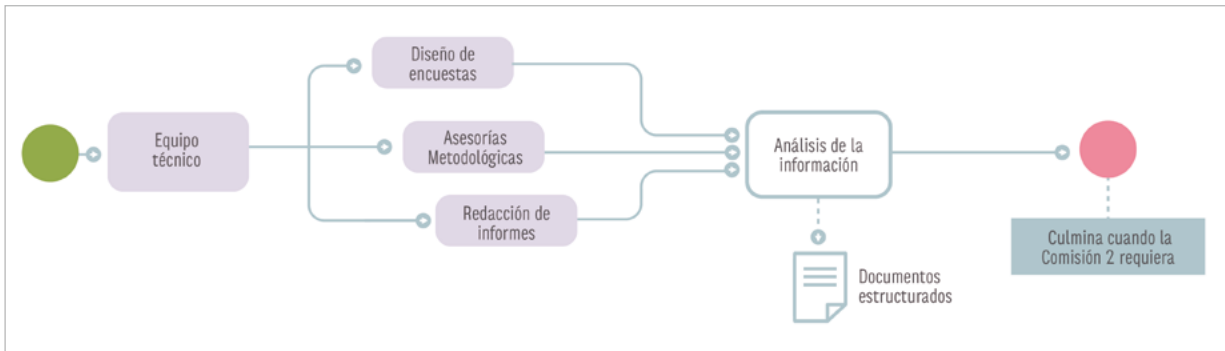 Equipo
técnico
Diseño de
encuestas
Asesorías
Metodológicas
Redacción de
informes
Análisis de la
información
Documentos
estructurados
Culmina cuando la
Comisión 2 requiera